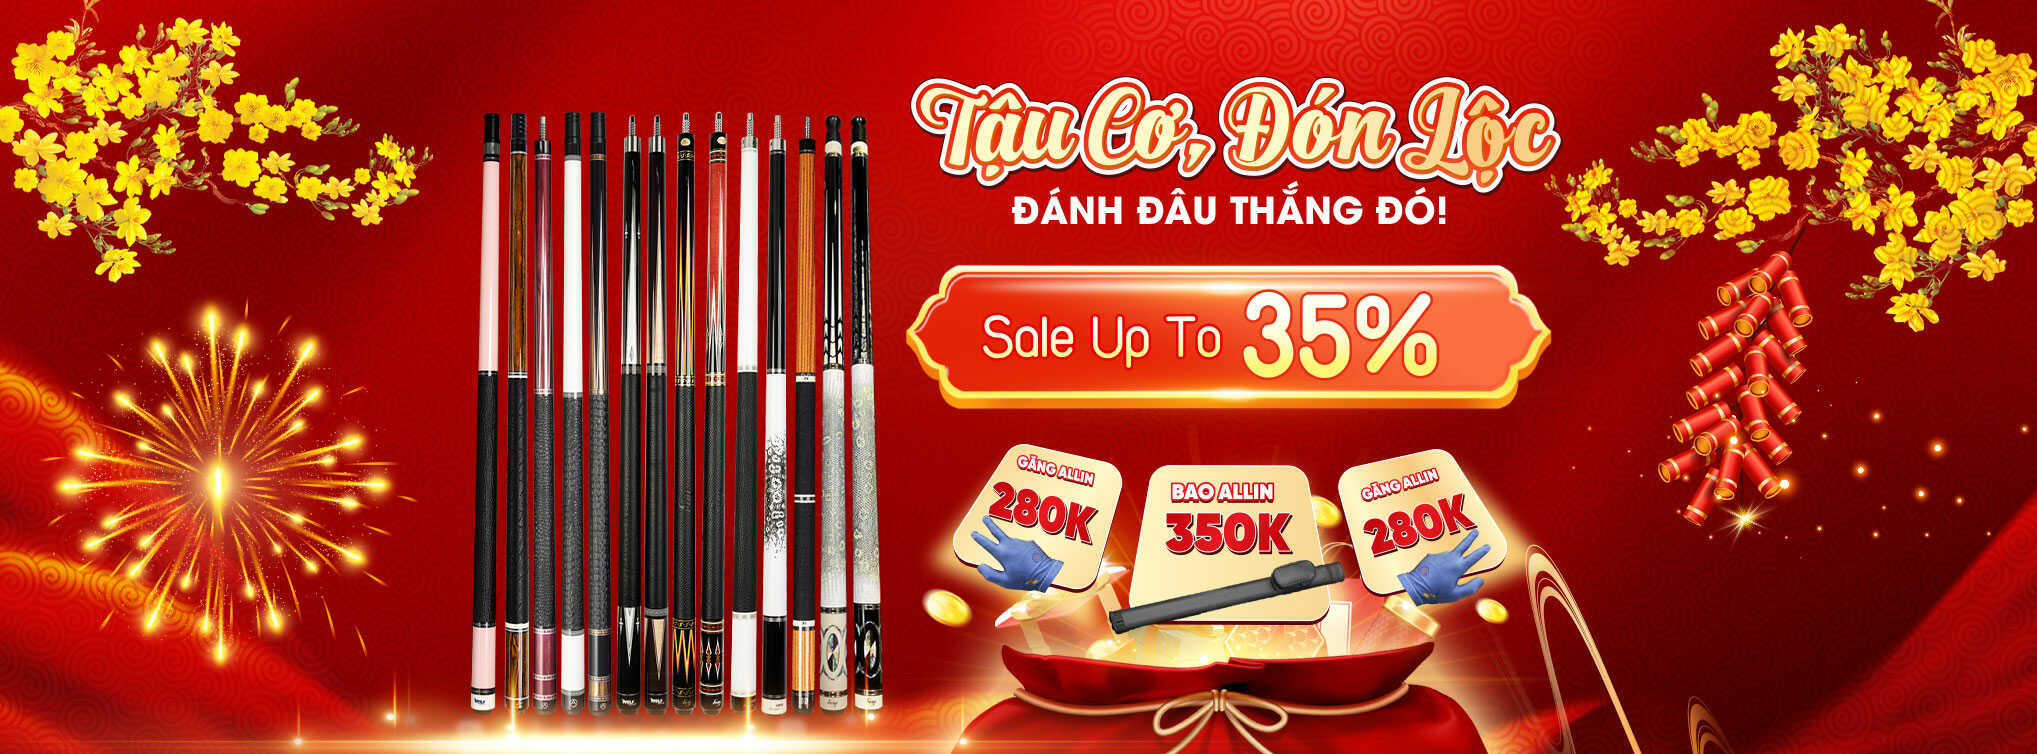 Tậu Cơ, Đón Lộc
ĐÁNH ĐÂU THẮNG ĐÓ!
Sale Up To 35%
GĂNG ALLIN
280K
BAO ALLIN
350K
GĂNG ALLIN
280K